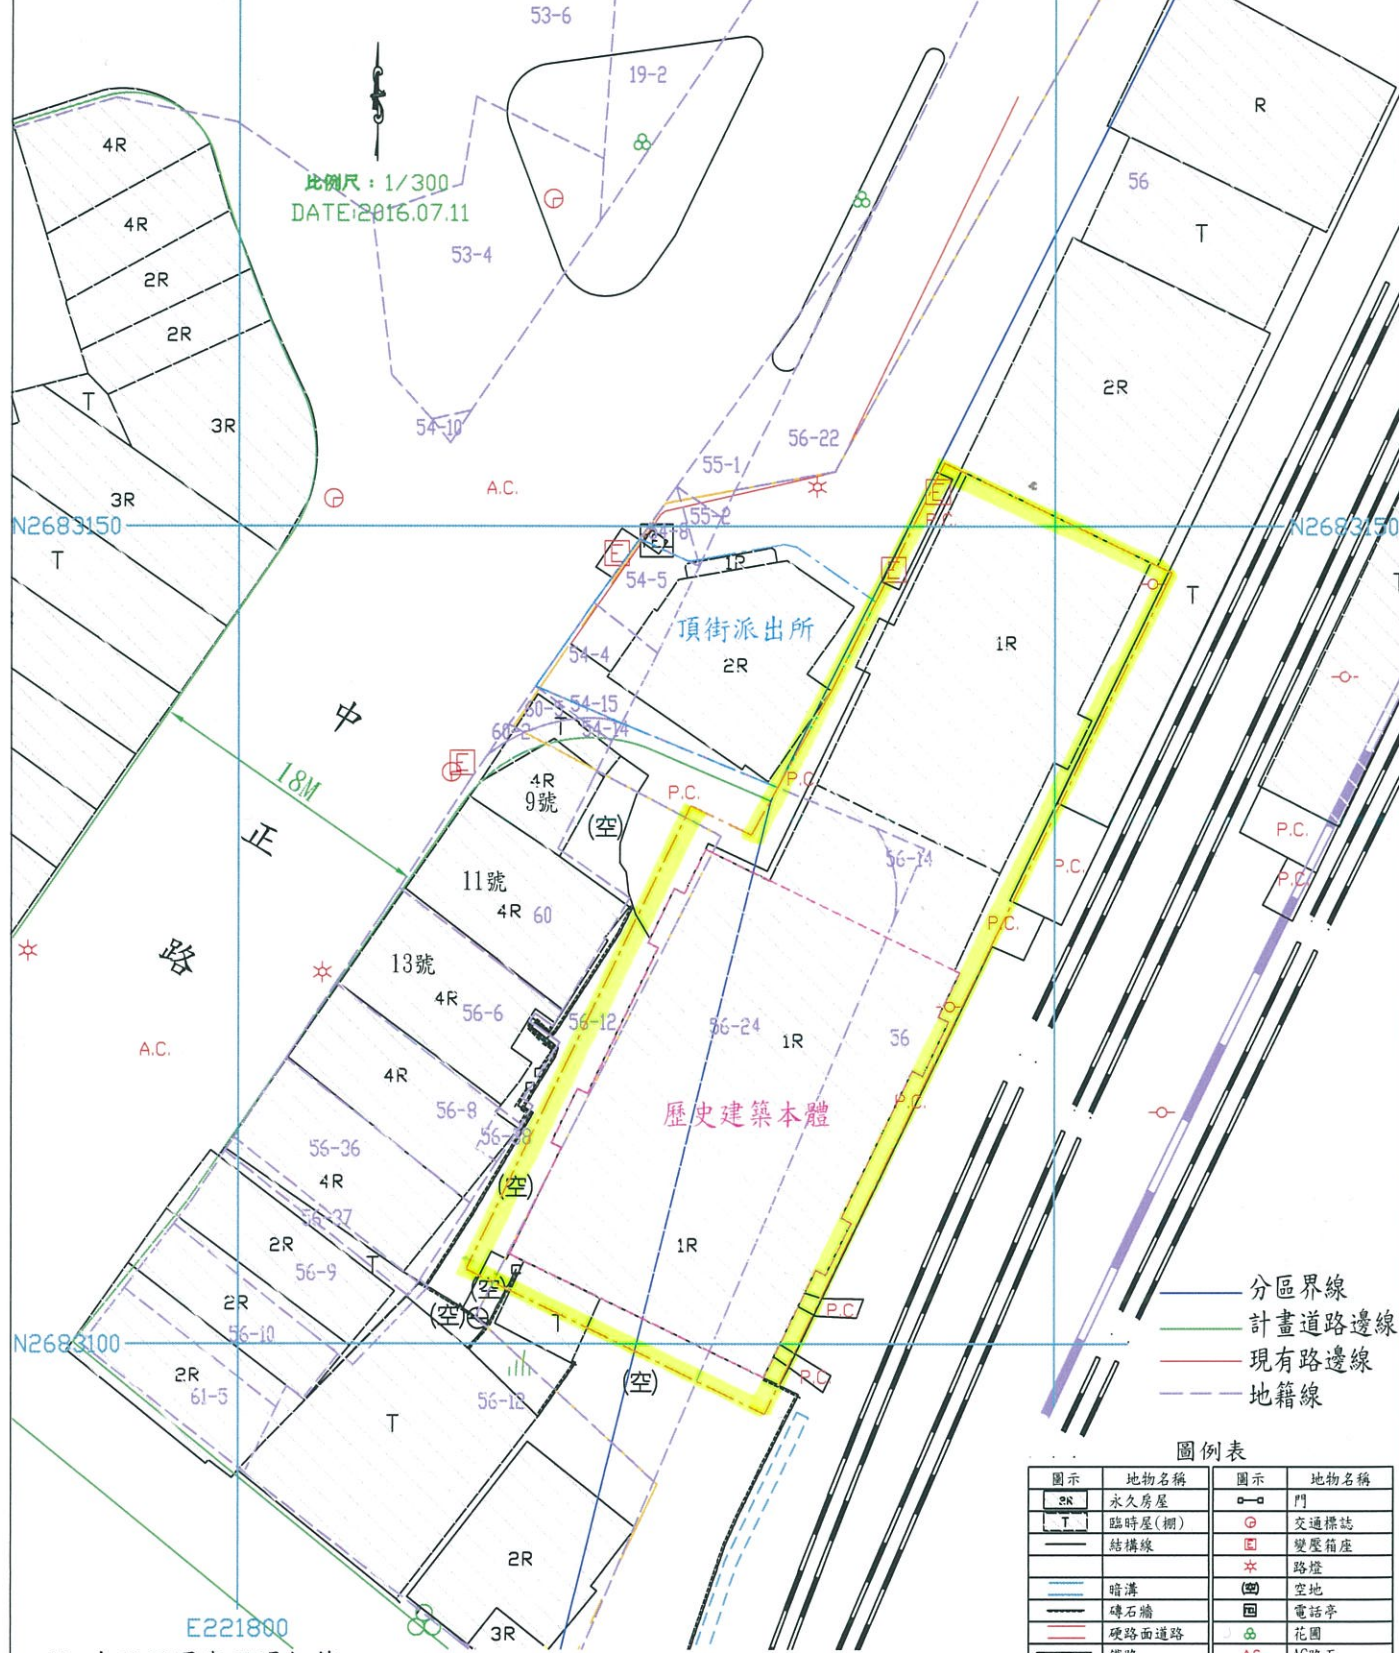 53-6
19-2
R
4R
56
比例尺：1/300
DATE:2016.07.11
4R
T
53-4
2R
2R
2R
T
54-10
3R
56-22
55-1
3R
A.C.
E
N2683150
55-2
P.C.
N2683150
T
E
1R
E
54-5
T
頂街派出所
1R
54-4
2R
54-15
60-2
T
54-14
中
E
18M
4R
P.C.
P.C.
9號
(空)
正
P.C.
56-14
P.C.
11號
P.C.
4R
60
P.C.
路
13號
4R
56-6
56-12
56-24
1R
36
A.C.
4R
P.C.
56-8
歷史建築本體
56-36
4R
(空)
56-37
2R
1R
T
56-9
(空)
分區界線
2R
(空)
P.C.
56-10
T
計畫道路邊線
N2683100
現有路邊線
2R
(空)
P.C.
61-5
56-12
地籍線
T
圖例表
圖示 地物名稱 圖示 地物名稱
2R 永久房屋 門
T 臨時屋(棚) 交通標誌
結構線 E 變壓箱座
路燈
暗溝 (空) 空地
磚石牆 電話亭
硬路面道路 花圃
2R
E221800
3R